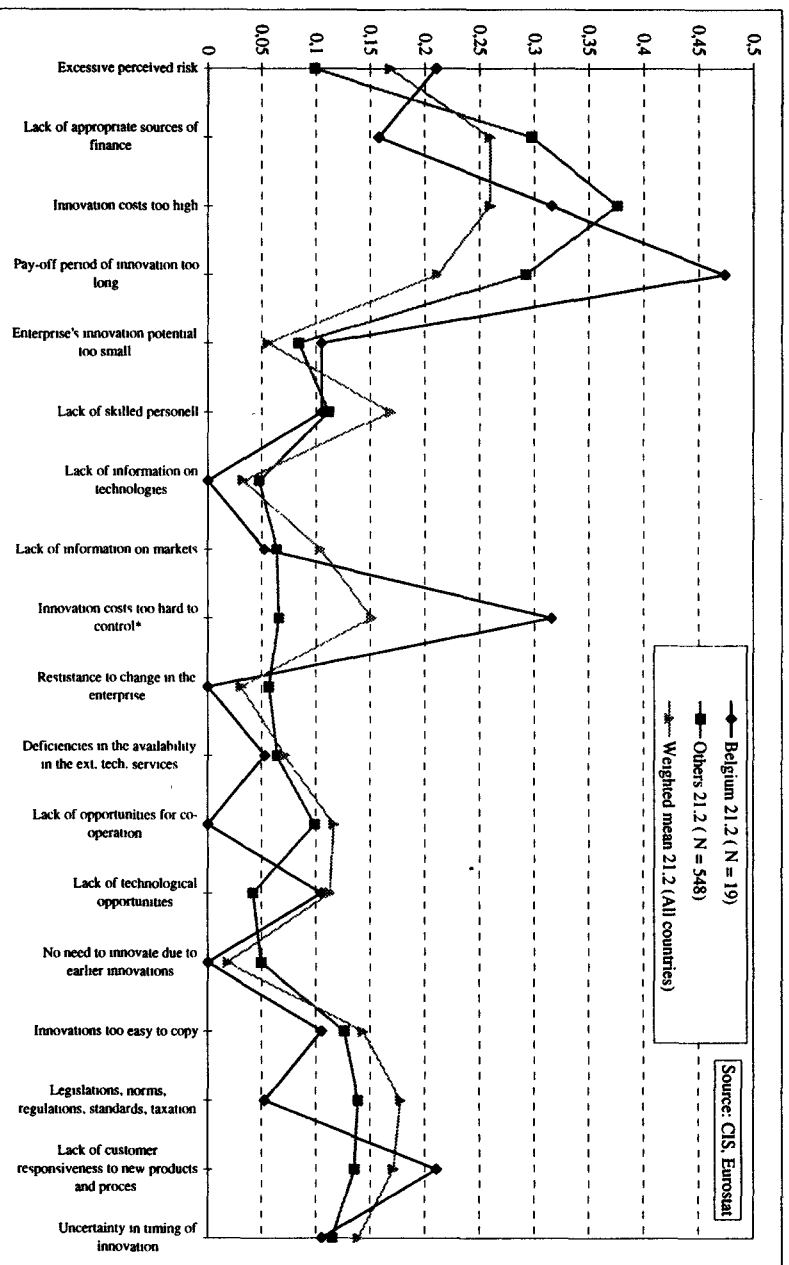 0,5
0,45
0,4
0,35
0,3
0,25
0,2
0,15
0,1
0,05
0
Excessive perceived risk
Lack of appropriate sources of
finance
Innovation costs too high
Pay-off period of innovation too
long
Enterprise's innovation potential
too small
Lack of skilled personell
Lack of information on
technologies
Lack of information on markets
Innovation costs too hard to
control*
Restistance to change in the
enterprise
Deficiencies in the availability
in the ext. tech. services
Lack of opportunities for co-
operation
Lack of technological
opportunities
No need to innovate due to
earlier innovations
Innovations too easy to copy
Legislations, norms,
regulations, standards, taxation
Lack of customer
responsiveness to new products
and proces
Uncertainty in timing of
innovation
Belgium 21.2 ( N = 19)
Others 21.2 ( N = 548)
Weighted mean 21.2 (All countries)
Source: CIS, Eurostat